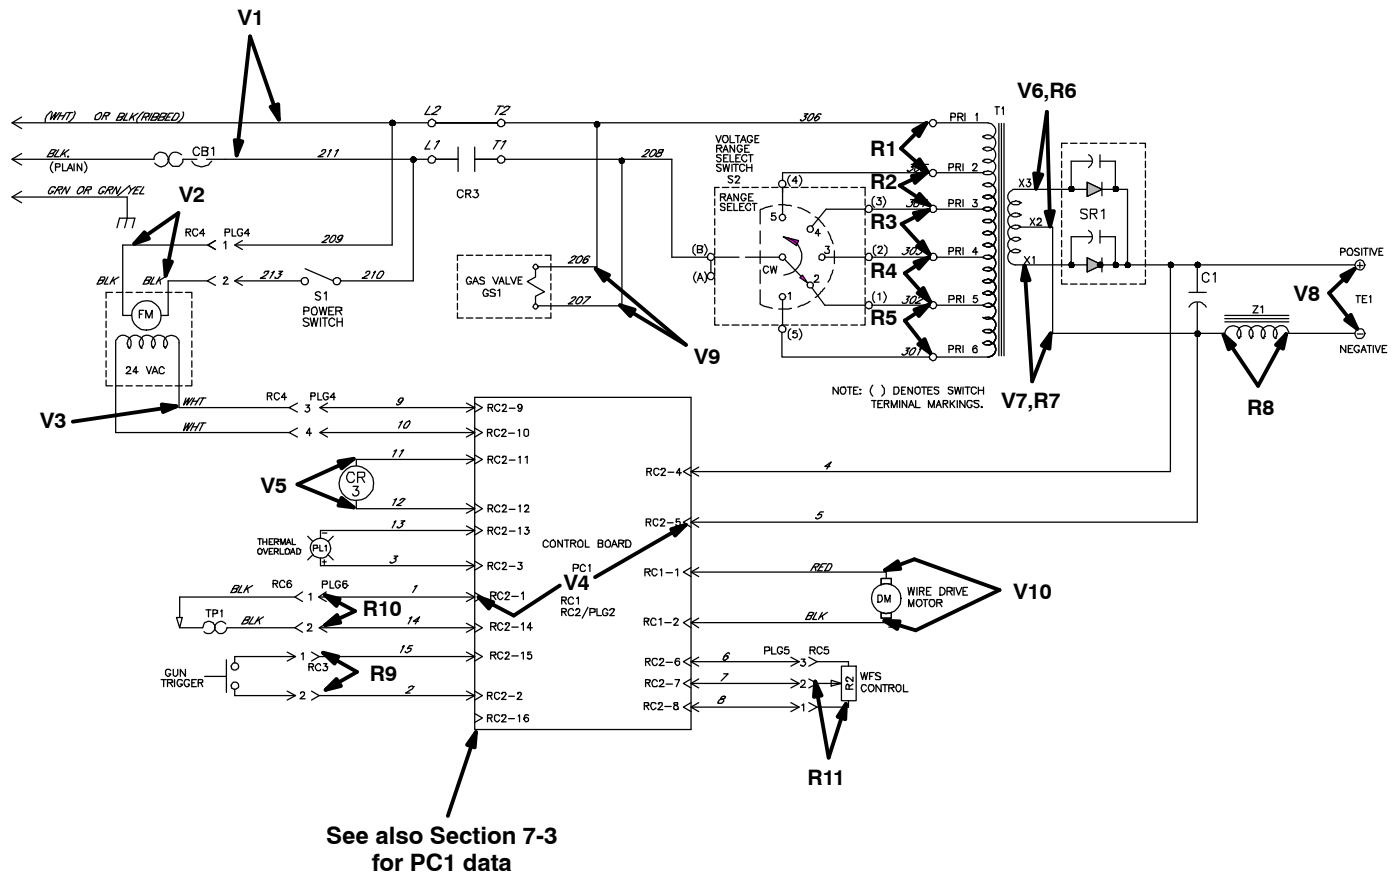 V1
(WHT) OR BLK(RIBBED)
L2
T2
306
PRI 1
T1
V6,R6
BLK.
(PLAIN)
CB1
211
L1
T1
CR3
208
VOLTAGE
RANGE
SELECT
SWITCH
S2
RANGE
SELECT
R1
PRI 2
GRN OR GRN/YEL
V2
(4)
R2
PRI 3
X3
SR1
RC4
PLG4
1
209
5
4
(3)
R3
X2
BLK
BLK
2
213
210
S1
POWER
SWITCH
206
GAS VALVE
GS1
207
(B)
(A)
CW
3
(2)
303
R4
PRI 4
X1
C1
POSITIVE
FM
2
1
(1)
302
R5
PRI 5
V8
TE1
Z1
24 VAC
V9
(5)
301
PRI 6
NEGATIVE
NOTE: ( ) DENOTES SWITCH
TERMINAL MARKINGS.
V7,R7
R8
V3
WHT
RC4
PLG4
3
9
RC2-9
WHT
4
10
RC2-10
11
RC2-11
RC2-4
4
V5
CR
3
12
RC2-12
13
RC2-13
RC2-5
5
THERMAL
OVERLOAD
PL1
-
+
3
RC2-3
CONTROL BOARD
PC1
V4
RC1
RC2/PLG2
RC1-1
RED
BLK
RC6
PLG6
1
1
RC2-1
DM
WIRE DRIVE
MOTOR
V10
R10
TP1
BLK
2
14
RC2-14
RC1-2
BLK
1
RC3
15
RC2-15
RC2-6
6
PLG5
3
RC5
GUN
TRIGGER
R9
RC2-7
7
2
R2
WFS
CONTROL
2
2
RC2-2
RC2-8
8
1
RC2-16
R11
See also Section 7-3
for PC1 data